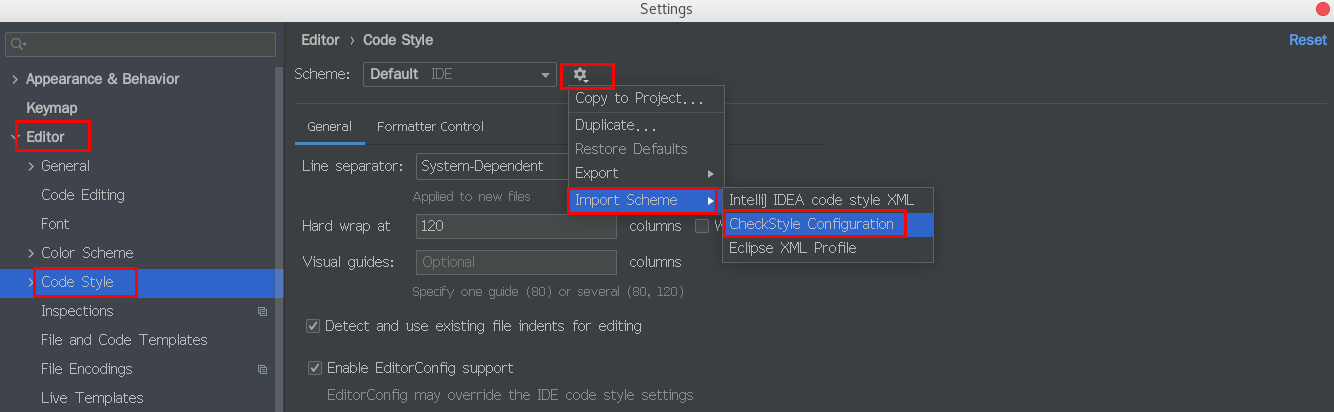 Settings
Editor › Code Style
Reset
Scheme: Default IDE
Appearance & Behavior
Keymap
Editor
General
Code Editing
Font
Color Scheme
Code Style
Inspections
File and Code Templates
File Encodings
Live Templates
General Formatter Control
Line separator: System-Dependent
Applied to new files
Hard wrap at 120 columns
Visual guides: Optional columns
Specify one guide (80) or several (80, 120)
Detect and use existing file indents for editing
Enable EditorConfig support
EditorConfig may override the IDE code style settings
Copy to Project...
Duplicate...
Restore Defaults
Export
Import Scheme
Intellij IDEA code style XML
CheckStyle Configuration
Eclipse XML Profile